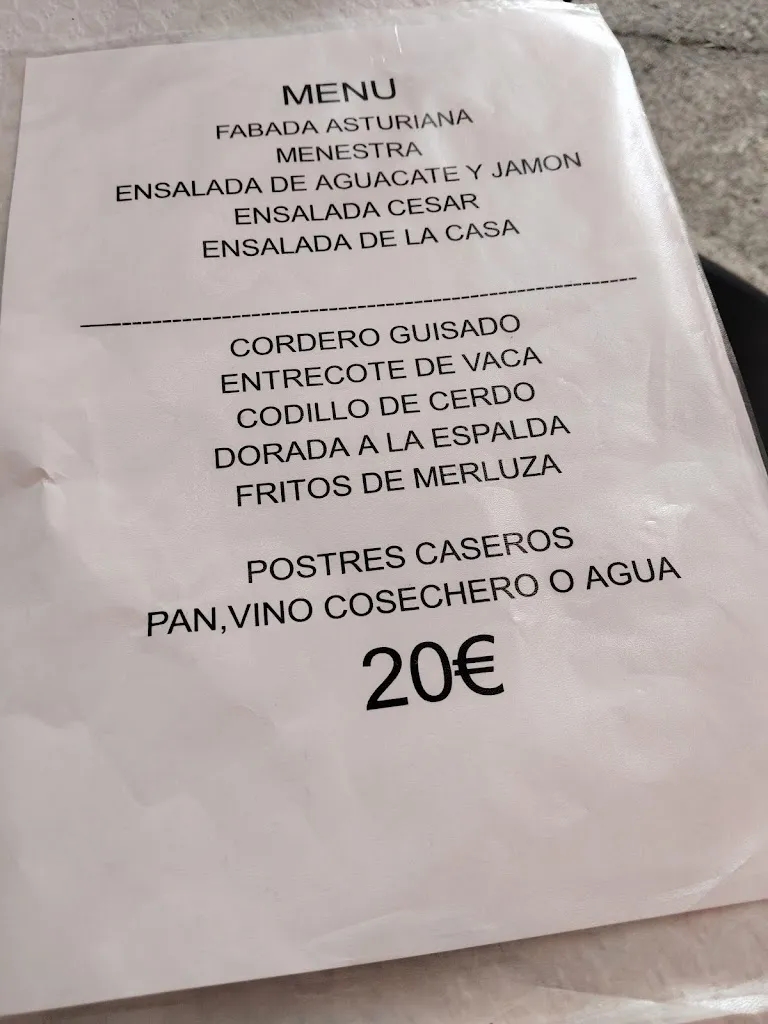 MENU
FABADA ASTURIANA
MENESTRA
ENSALADA DE AGUACATE Y JAMON
ENSALADA CESAR
ENSALADA DE LA CASA
CORDERO GUISADO
ENTRECOTE DE VACA
CODILLO DE CERDO
DORADA A LA ESPALDA
FRITOS DE MERLUZA
POSTRES CASEROS
PAN,VINO COSECHERO O AGUA
20€